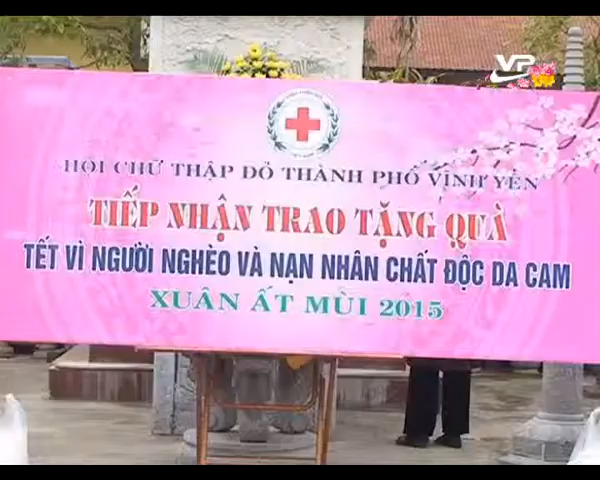 VP
HỘI CHỮ THẬP ĐỎ THÀNH PHỐ VĨNH YÊN
TIẾP NHẬN TRAO TẶNG QUÀ
TẾT VÌ NGƯỜI NGHÈO VÀ NẠN NHÂN CHẤT ĐỘC DA CAM
XUÂN ẤT MÙI 2015